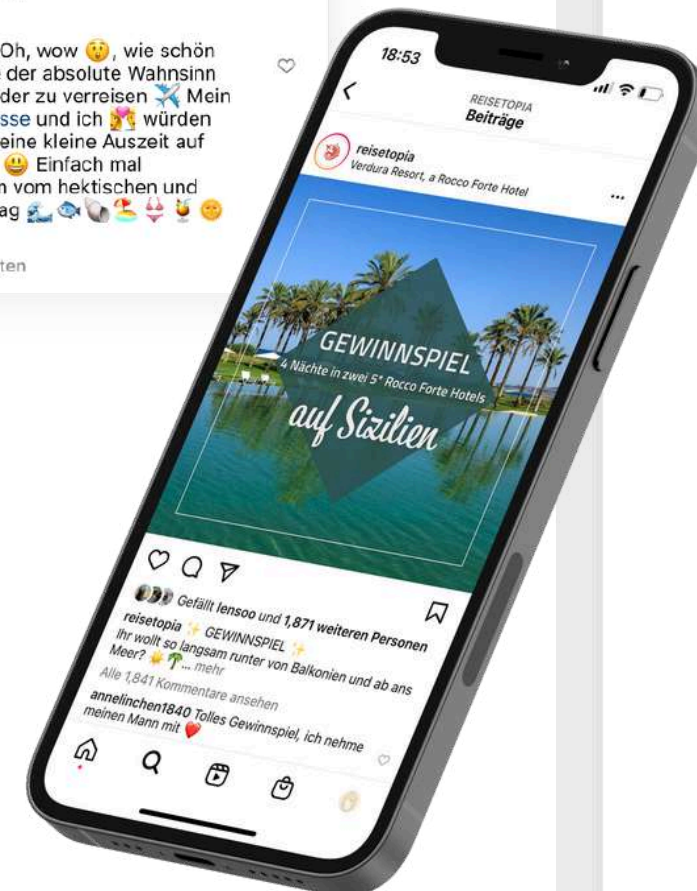 Oh, wow 😲, wie schön
der absolute Wahnsinn
der zu verreisen ✈️ Mein
sse und ich 💏 würden
eine kleine Auszeit auf
😃 Einfach mal
vom hektischen und
ag 🌊 🐟 🐚 🏖️ 👙 🍹 🌞
ten
18:53
REISETOPIA
Beiträge
reisetopia
Verdura Resort, a Rocco Forte Hotel
GEWINNSPIEL
4 Nächte in zwei 5* Rocco Forte Hotels
auf Sizilien
Gefällt lensoo und 1,871 weiteren Personen
reisetopia ✨ GEWINNSPIEL ✨
Ihr wollt so langsam runter von Balkonien und ab ans
Meer? ☀️🌴... mehr
Alle 1,841 Kommentare ansehen
annelinchen1840 Tolles Gewinnspiel, ich nehme
meinen Mann mit ❤️